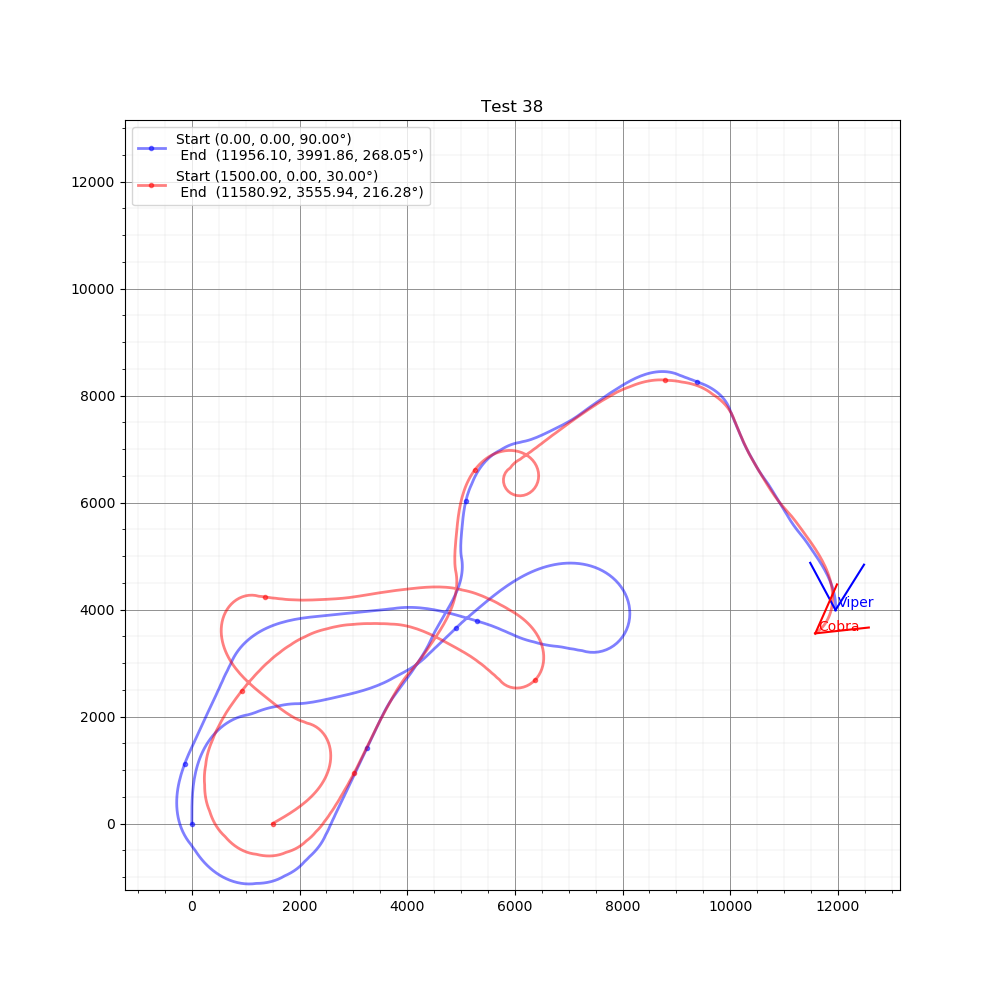 Test 38
Start (0.00, 0.00, 90.00°)
End (11956.10, 3991.86, 268.05°)
Start (1500.00, 0.00, 30.00°)
End (11580.92, 3555.94, 216.28°)
12000
10000
8000
6000
4000
2000
0
Viper
Cobra
0 2000 4000 6000 8000 10000 12000